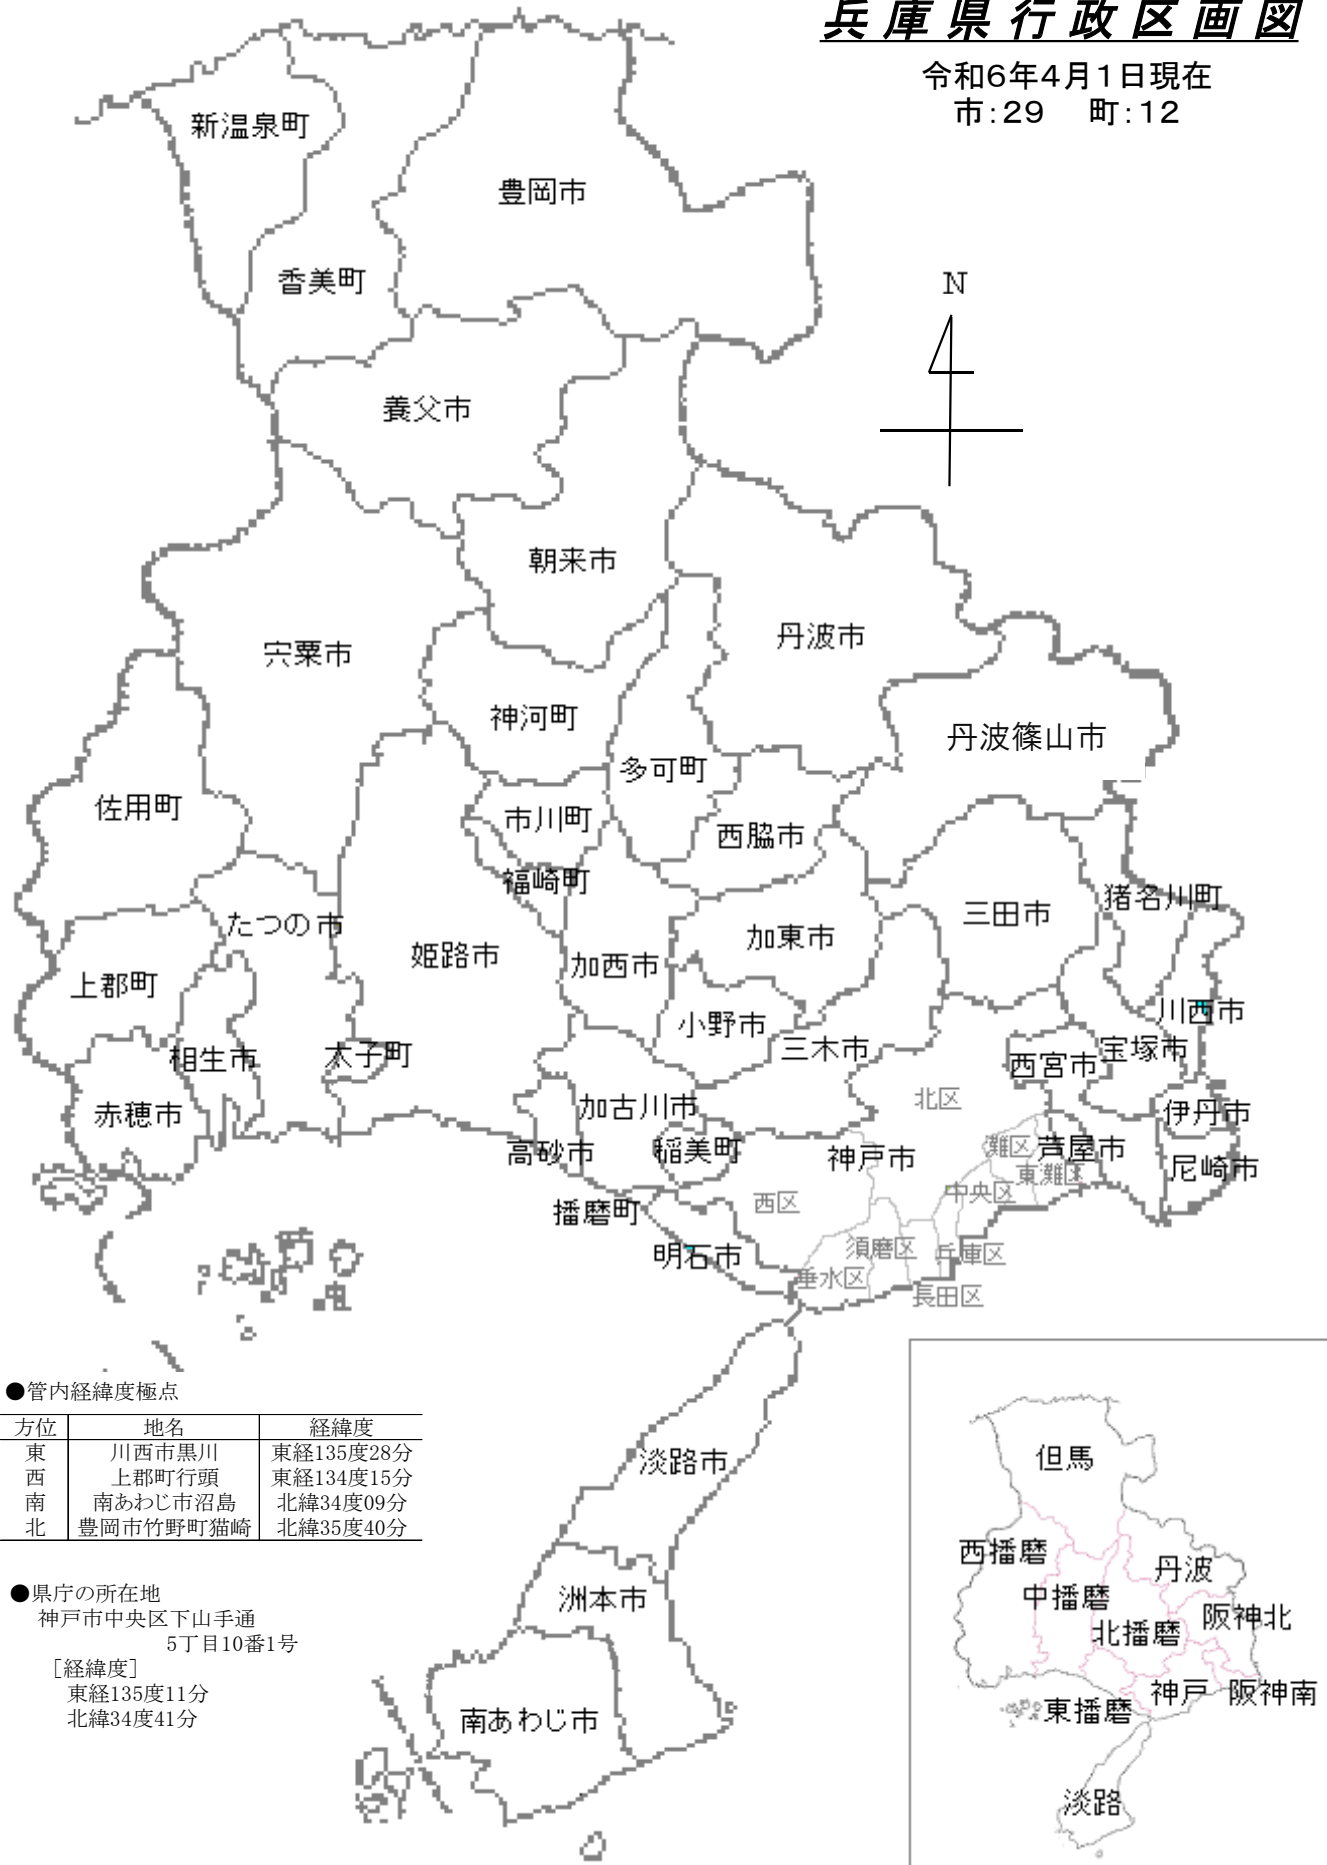 兵庫県行政区画図
令和6年4月1日現在
市:29 町:12
新温泉町
豊岡市
香美町
N
養父市
朝来市
丹波市
宍粟市
神河町
丹波篠山市
多可町
佐用町
市川町
西脇市
福崎町
猪名川町
三田市
たつの市
加東市
姫路市
加西市
上郡町
川西市
小野市
三木市
宝塚市
相生市
太子町
西宮市
北区
加古川市
赤穂市
伊丹市
高砂市
稲美町
神戸市
灘区
芦屋市
東灘区
尼崎市
中央区
西区
播磨町
明石市
須磨区
兵庫区
垂水区
長田区
●管内経緯度極点
方位 地名 経緯度
東 川西市黒川 東経135度28分
西 上郡町行頭 東経134度15分
南 南あわじ市沼島 北緯34度09分
北 豊岡市竹野町猫崎 北緯35度40分
淡路市
洲本市
南あわじ市
●県庁の所在地
神戸市中央区下山手通
5丁目10番1号
[経緯度]
東経135度11分
北緯34度41分
但馬
西播磨
丹波
中播磨
阪神北
北播磨
神戸
阪神南
東播磨
淡路